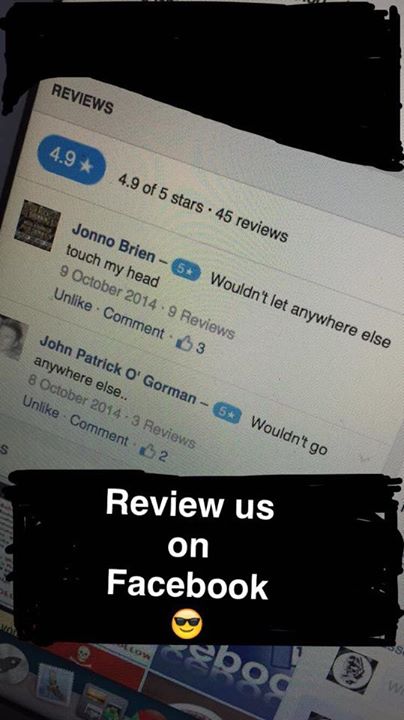 REVIEWS
4.9 ★
4.9 of 5 stars · 45 reviews
Jonno Brien – 5★ Wouldn't let anywhere else
touch my head
9 October 2014 · 9 Reviews
Unlike · Comment · 3
John Patrick O' Gorman – 5★ Wouldn't go
anywhere else..
8 October 2014 · 3 Reviews
Unlike · Comment · 2
Review us
on
Facebook
😎